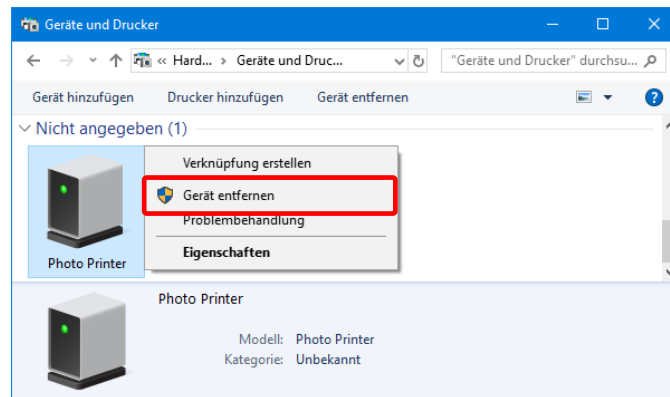 Geräte und Drucker
« Hard... › Geräte und Druc...
"Geräte und Drucker" durchsu...
Gerät hinzufügen Drucker hinzufügen Gerät entfernen
Nicht angegeben (1)
Verknüpfung erstellen
Gerät entfernen
Problembehandlung
Eigenschaften
Photo Printer
Photo Printer
Modell: Photo Printer
Kategorie: Unbekannt